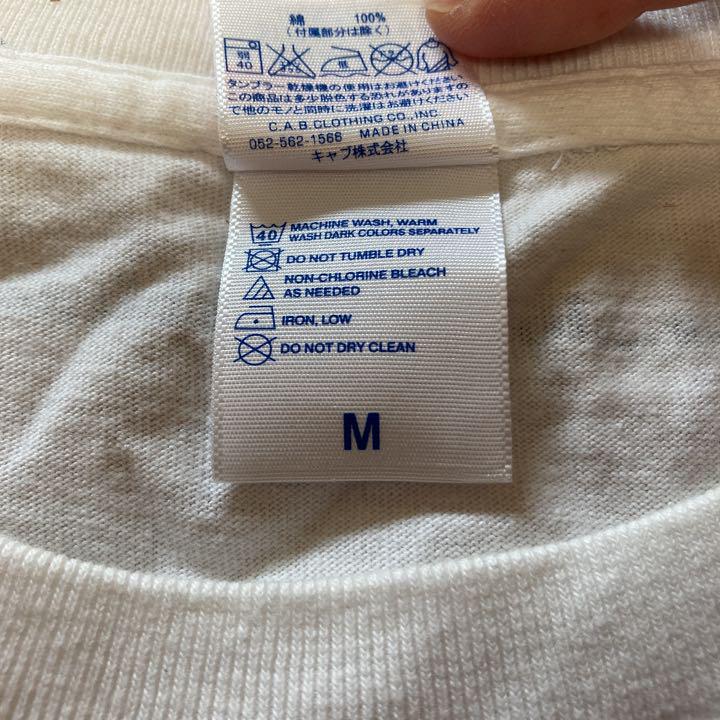 綿 100%
(付属部分は除く)
弱
40
タンブラー乾燥機の使用はお避けください
この商品は多少脱色する恐れがありますの
で他のモノと同時に洗濯はお避けください
C.A.B CLOTHING CO.,INC
052-562-1566 MADE IN CHINA
キャブ株式会社
40 MACHINE WASH, WARM
WASH DARK COLORS SEPARATELY
DO NOT TUMBLE DRY
NON-CHLORINE BLEACH
AS NEEDED
IRON, LOW
DO NOT DRY CLEAN
M